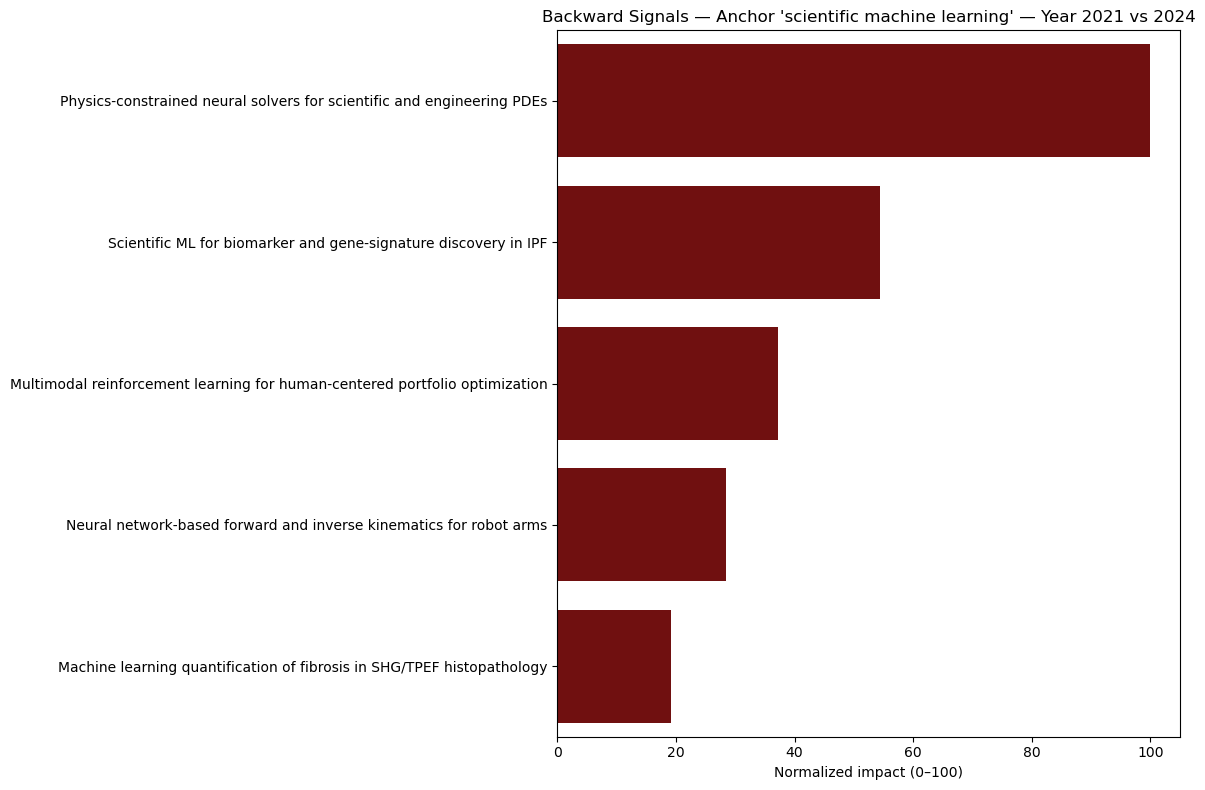 Backward Signals — Anchor 'scientific machine learning' — Year 2021 vs 2024
Physics-constrained neural solvers for scientific and engineering PDEs
Scientific ML for biomarker and gene-signature discovery in IPF
Multimodal reinforcement learning for human-centered portfolio optimization
Neural network-based forward and inverse kinematics for robot arms
Machine learning quantification of fibrosis in SHG/TPEF histopathology
0 20 40 60 80 100
Normalized impact (0–100)